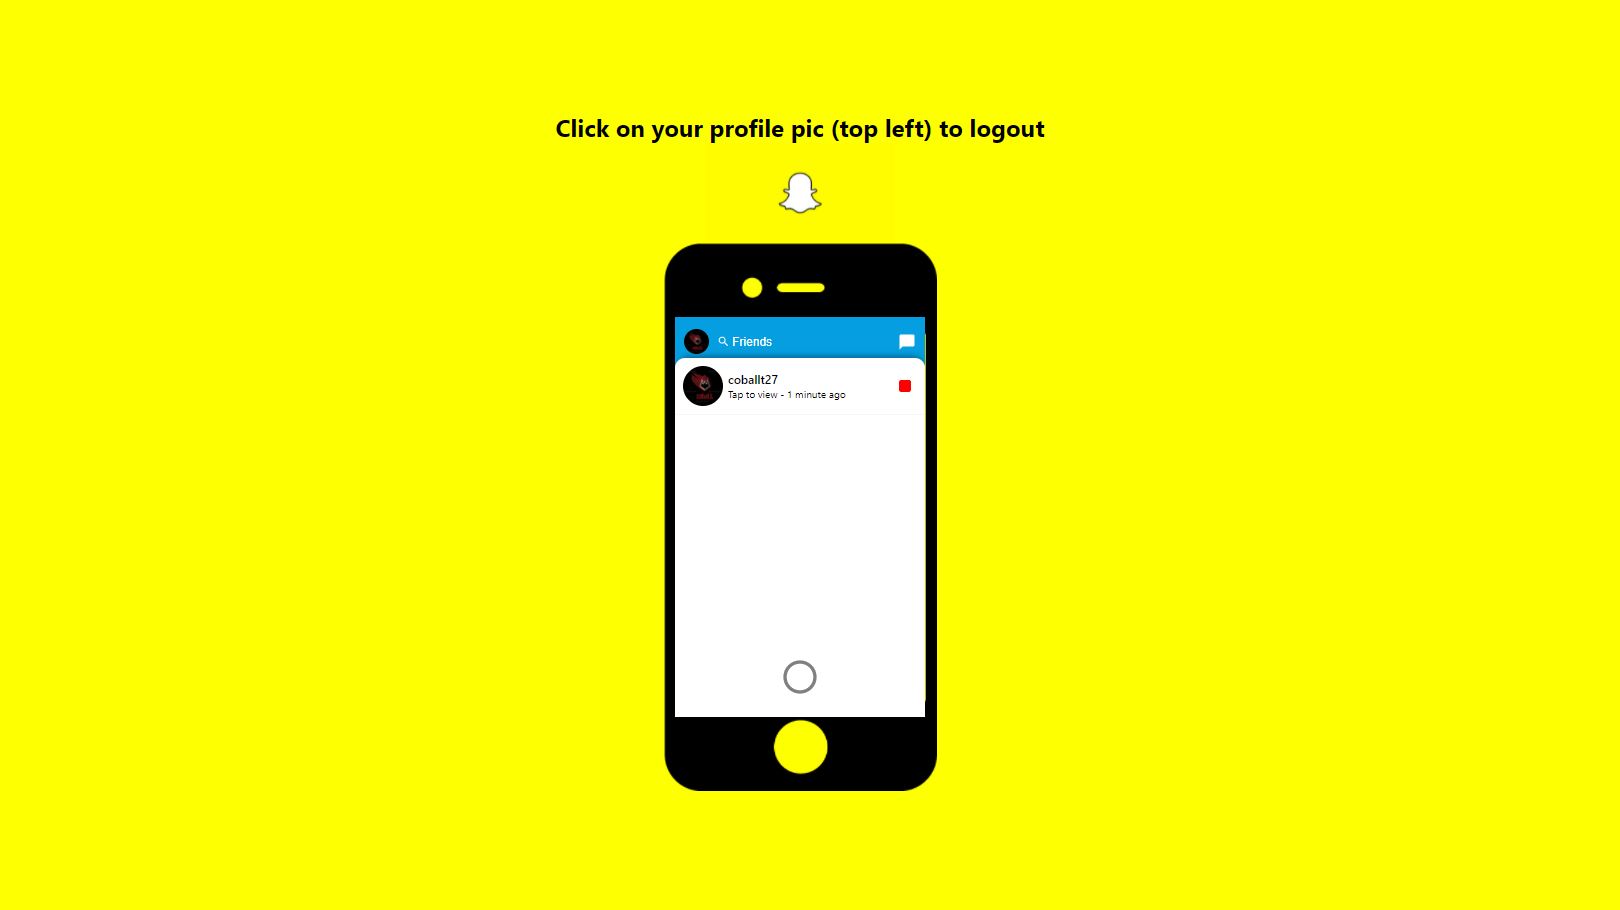 Click on your profile pic (top left) to logout
Friends
coballt27
Tap to view - 1 minute ago